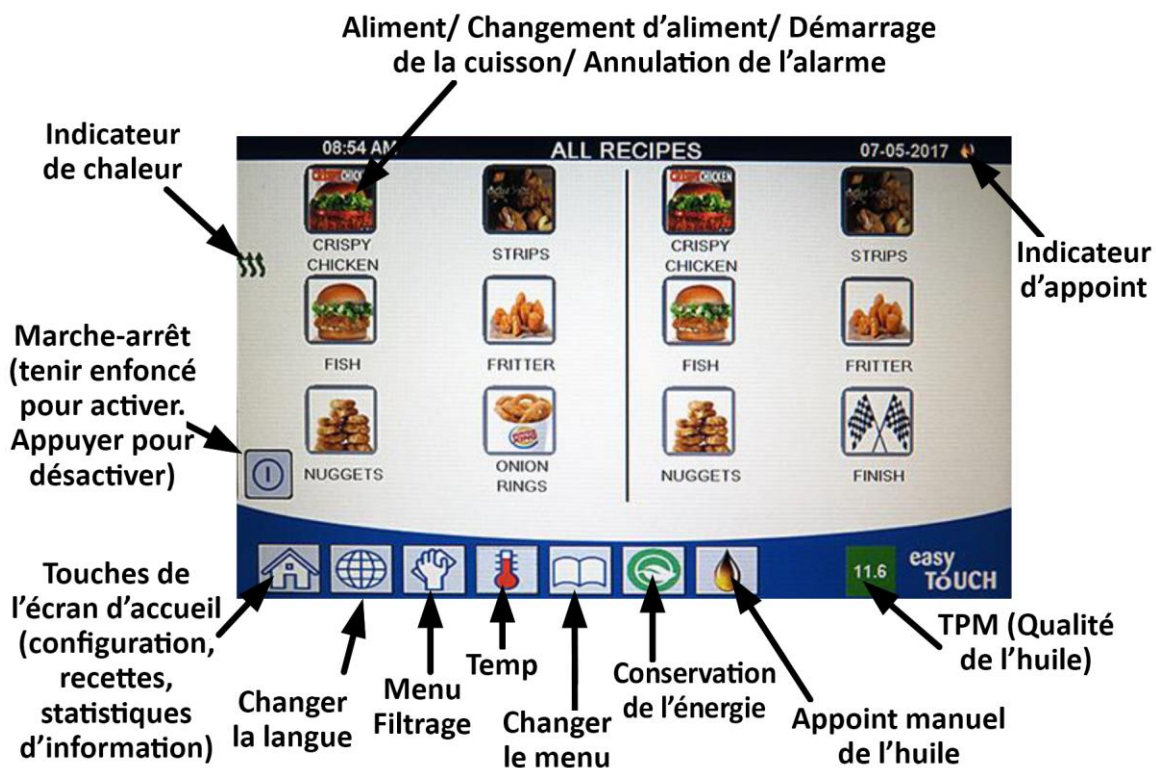 Aliment/ Changement d'aliment/ Démarrage
de la cuisson/ Annulation de l'alarme
Indicateur
de chaleur
08:54 AM
ALL RECIPES
07-05-2017
CRISPY
CHICKEN
STRIPS
CRISPY
CHICKEN
STRIPS
Indicateur
d'appoint
Marche-arrêt
(tenir enfoncé
pour activer.
Appuyer pour
désactiver)
FISH
FRITTER
FISH
FRITTER
NUGGETS
BURGER
KING
ONION
RINGS
NUGGETS
FINISH
Touches de
l'écran d'accueil
(configuration,
recettes,
statistiques
d'information)
11.6
easy
TOUCH
Changer
la langue
Menu
Filtrage
Temp
Changer
le menu
Conservation
de l'énergie
Appoint manuel
de l'huile
TPM (Qualité
de l'huile)